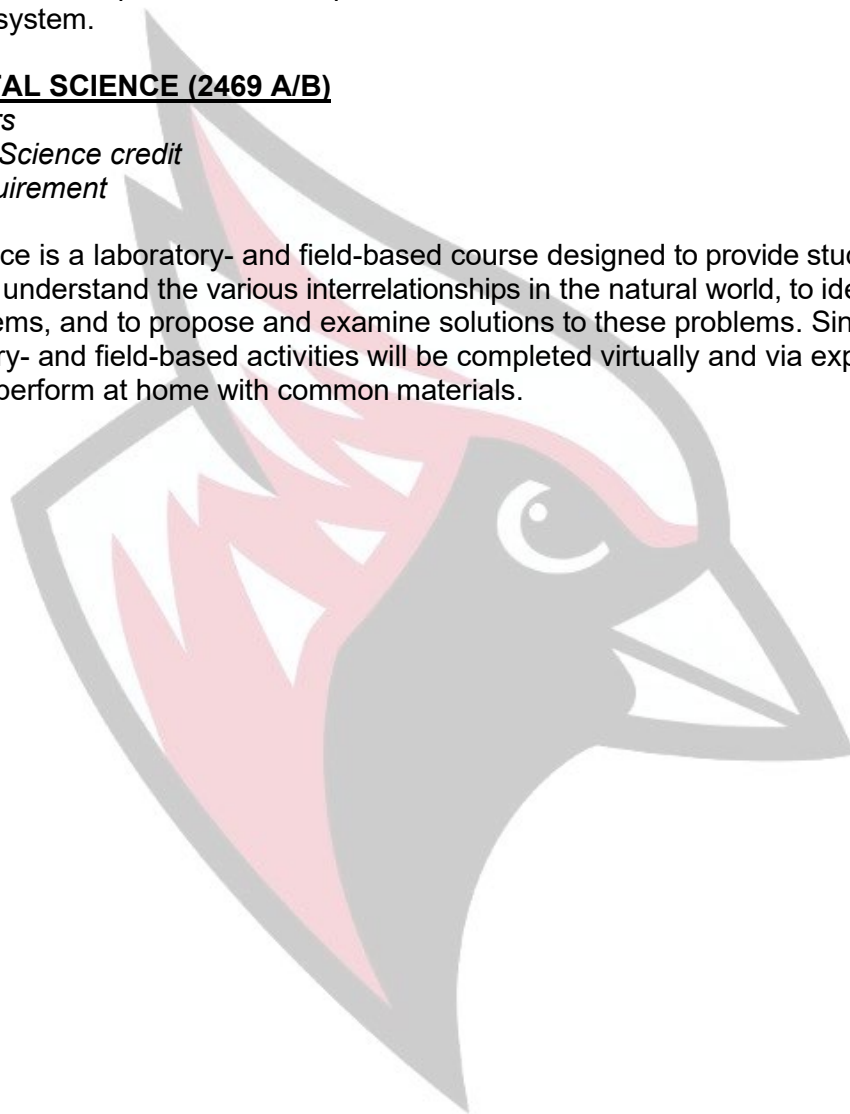 system.
TAL SCIENCE (2469 A/B)
rs
Science credit
uirement
ce is a laboratory- and field-based course designed to provide stu
understand the various interrelationships in the natural world, to ide
ems, and to propose and examine solutions to these problems. Sin
ry- and field-based activities will be completed virtually and via exp
perform at home with common materials.